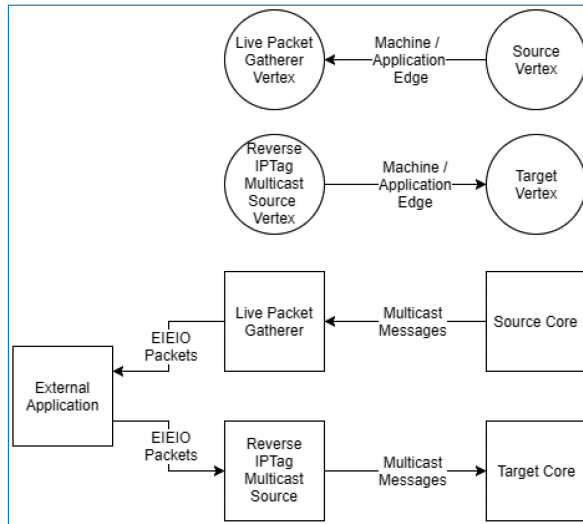 Live Packet
Gatherer
Vertex
Machine /
Application
Edge
Source
Vertex
Reverse
IPTag
Multicast
Source
Vertex
Machine /
Application
Edge
Target
Vertex
Live Packet
Gatherer
Multicast
Messages
Source Core
EIEIO
Packets
External
Application
EIEIO
Packets
Reverse
IPTag
Multicast
Source
Multicast
Messages
Target Core